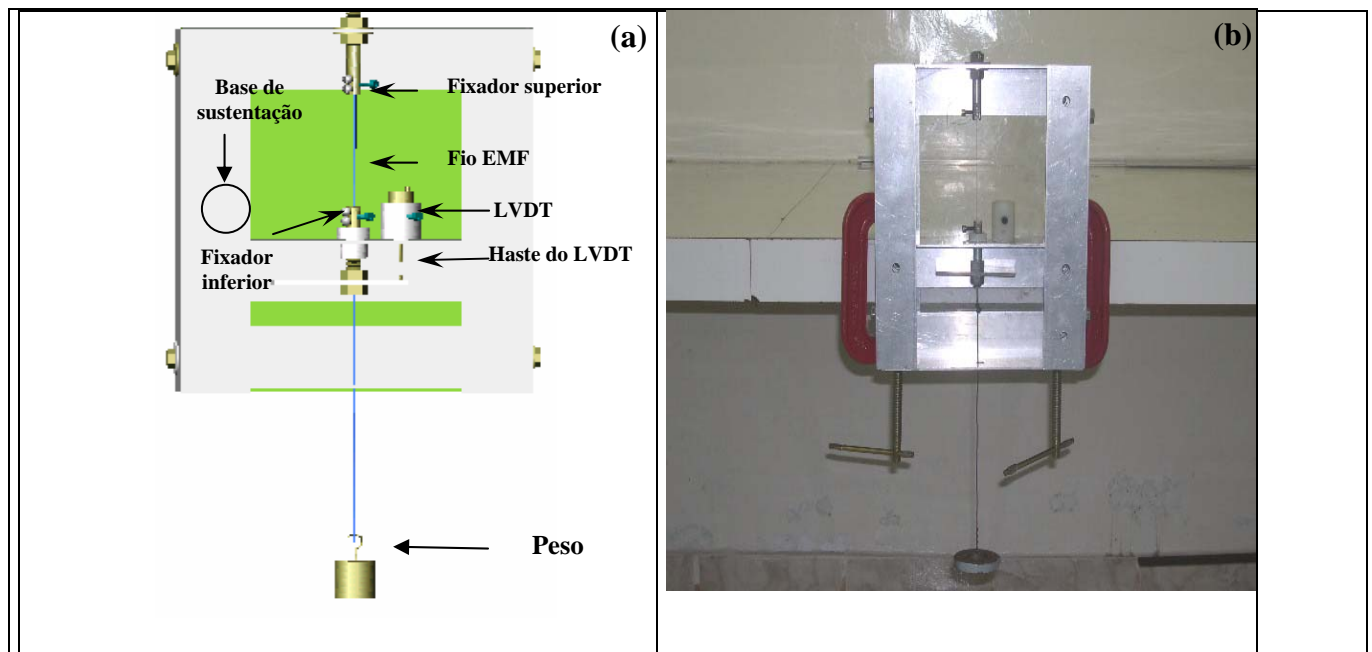 (a)
(b)
Base de
sustentação
Fixador superior
Fio EMF
LVDT
Haste do LVDT
Fixador
inferior
Peso